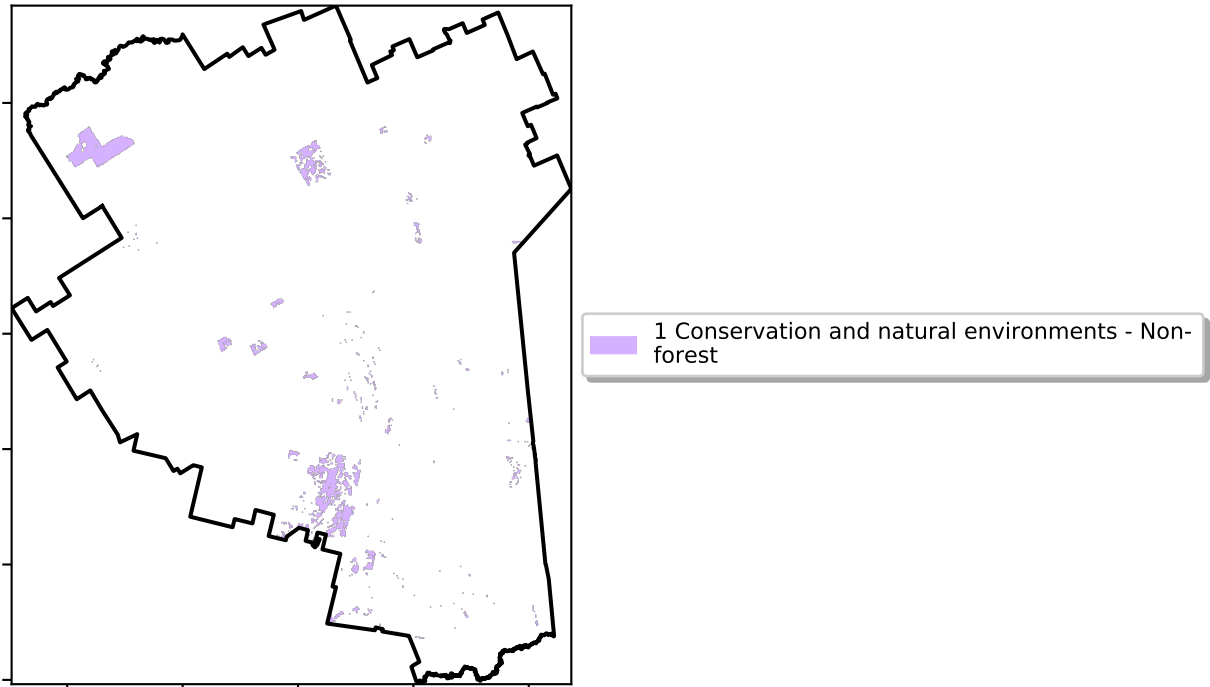 1 Conservation and natural environments - Non-
forest